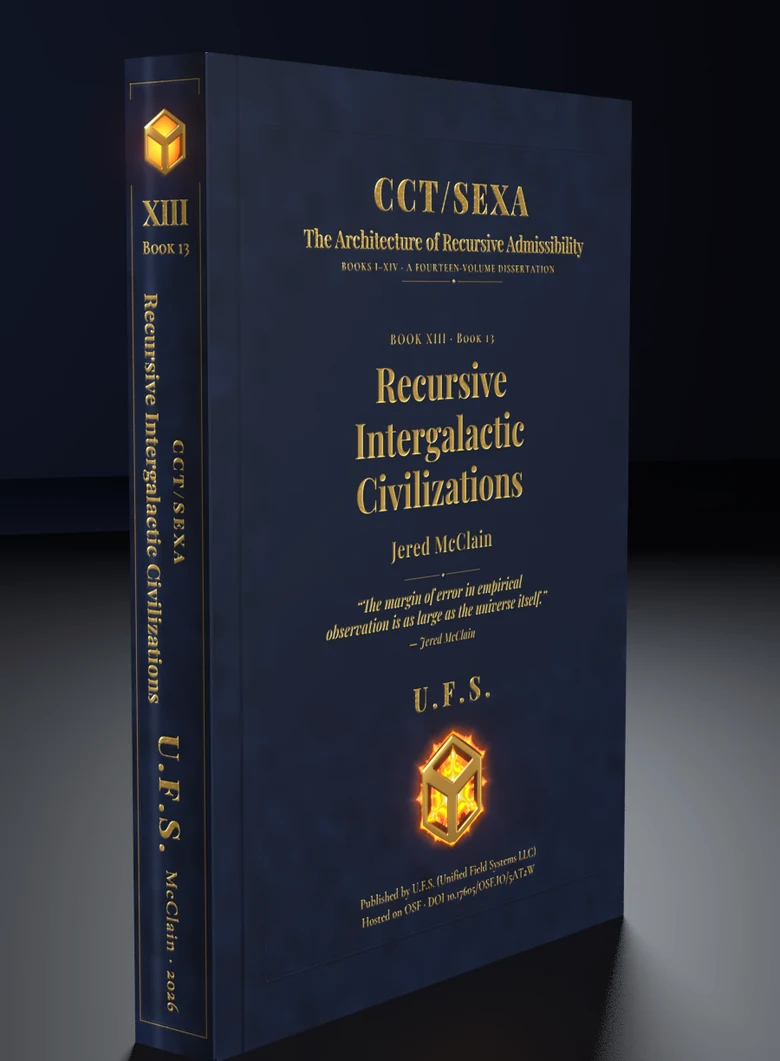 XIII
Book 13
Recursive Intergalactic Civilizations
CCT/SEXA
U.F.S.
McClain · 2026
CCT/SEXA
The Architecture of Recursive Admissibility
BOOKS I–XIV · A FOURTEEN-VOLUME DISSERTATION
BOOK XIII · Book 13
Recursive
Intergalactic
Civilizations
Jered McClain
“The margin of error in empirical
observation is as large as the universe itself.”
— Jered McClain
U.F.S.
Published by U.F.S. (Unified Field Systems LLC)
Hosted on OSF · DOI 10.17605/OSF.IO/5AT2W